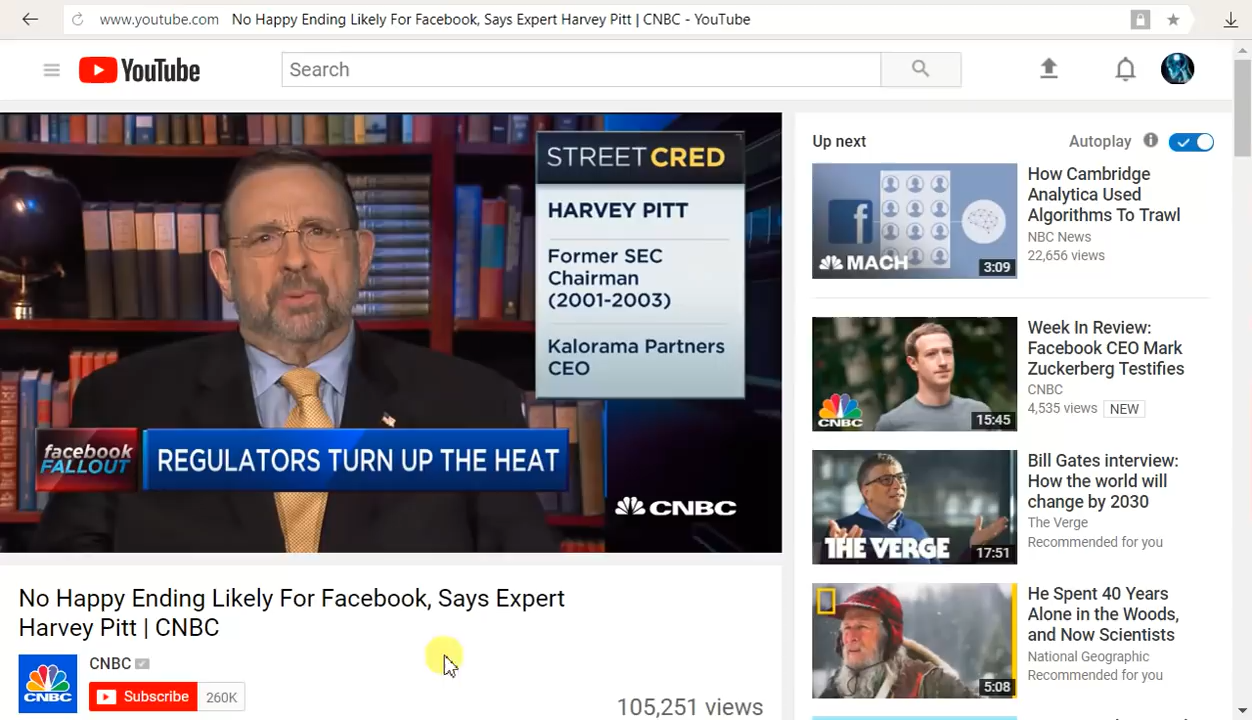 www.youtube.com No Happy Ending Likely For Facebook, Says Expert Harvey Pitt | CNBC - YouTube
YouTube
Search
STREET CRED
HARVEY PITT
Former SEC
Chairman
(2001-2003)
Kalorama Partners
CEO
facebook
FALLOUT
REGULATORS TURN UP THE HEAT
CNBC
No Happy Ending Likely For Facebook, Says Expert
Harvey Pitt | CNBC
CNBC
CNBC
Subscribe 260K
105,251 views
Up next
Autoplay
MACH
3:09
How Cambridge
Analytica Used
Algorithms To Trawl
NBC News
22,656 views
CNBC
15:45
Week In Review:
Facebook CEO Mark
Zuckerberg Testifies
CNBC
4,535 views NEW
THE VERGE
17:51
Bill Gates interview:
How the world will
change by 2030
The Verge
Recommended for you
5:08
He Spent 40 Years
Alone in the Woods,
and Now Scientists
National Geographic
Recommended for you